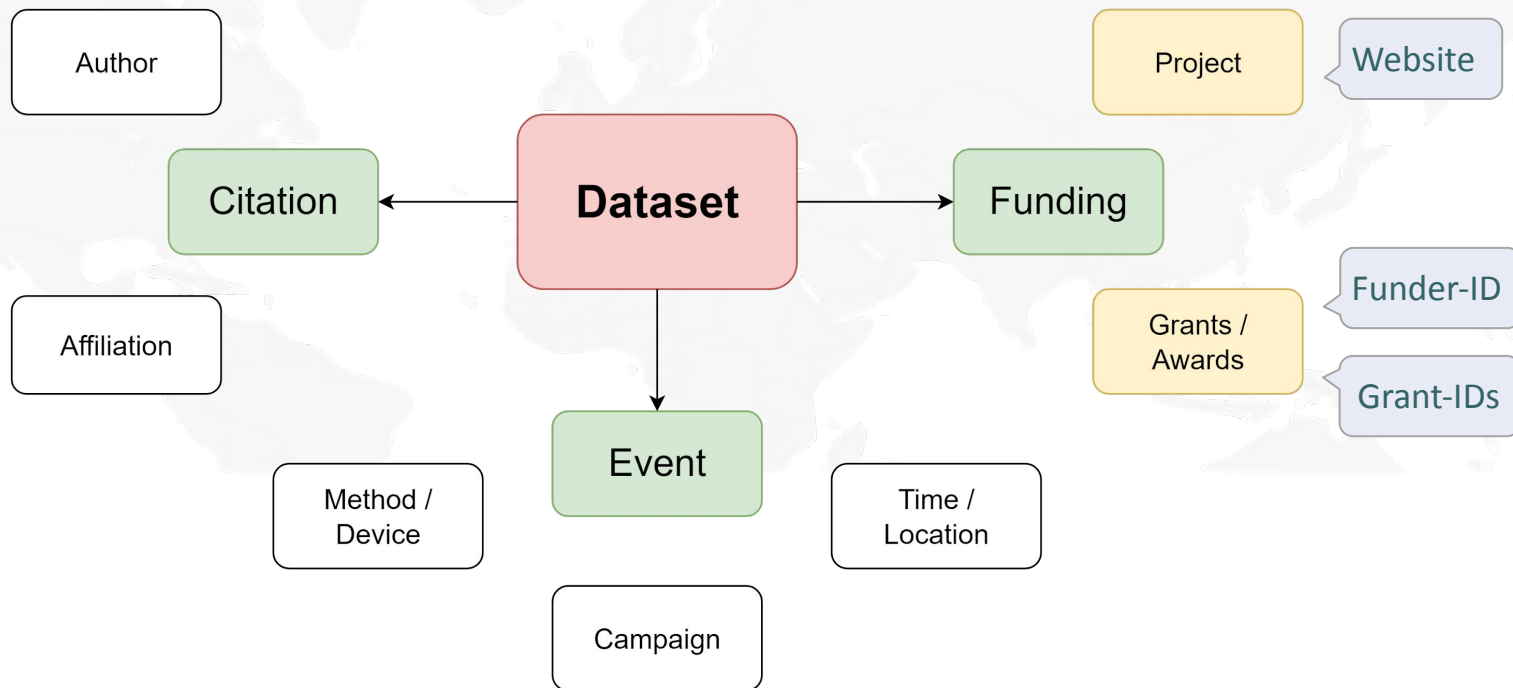 Author
Project
Website
Citation
Dataset
Funding
Affiliation
Grants /
Awards
Funder-ID
Grant-IDs
Event
Method /
Device
Time /
Location
Campaign